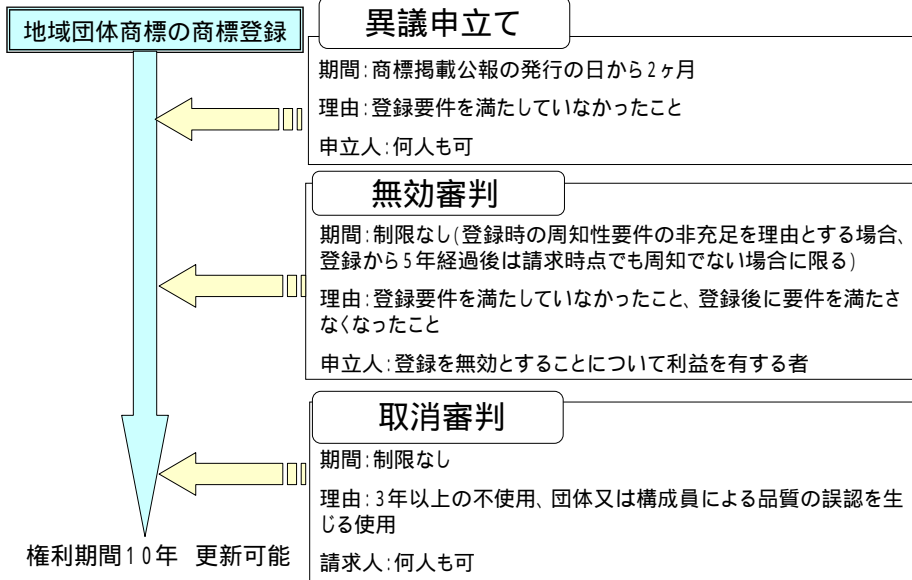 地域団体商標の商標登録
異議申立て
期間:商標掲載公報の発行の日から2ヶ月
理由:登録要件を満たしていなかったこと
申立人:何人も可
無効審判
期間:制限なし(登録時の周知性要件の非充足を理由とする場合、
登録から5年経過後は請求時点でも周知でない場合に限る)
理由:登録要件を満たしていなかったこと、登録後に要件を満たさ
なくなったこと
申立人:登録を無効とすることについて利益を有する者
取消審判
期間:制限なし
理由:3年以上の不使用、団体又は構成員による品質の誤認を生
じる使用
請求人:何人も可
権利期間10年 更新可能